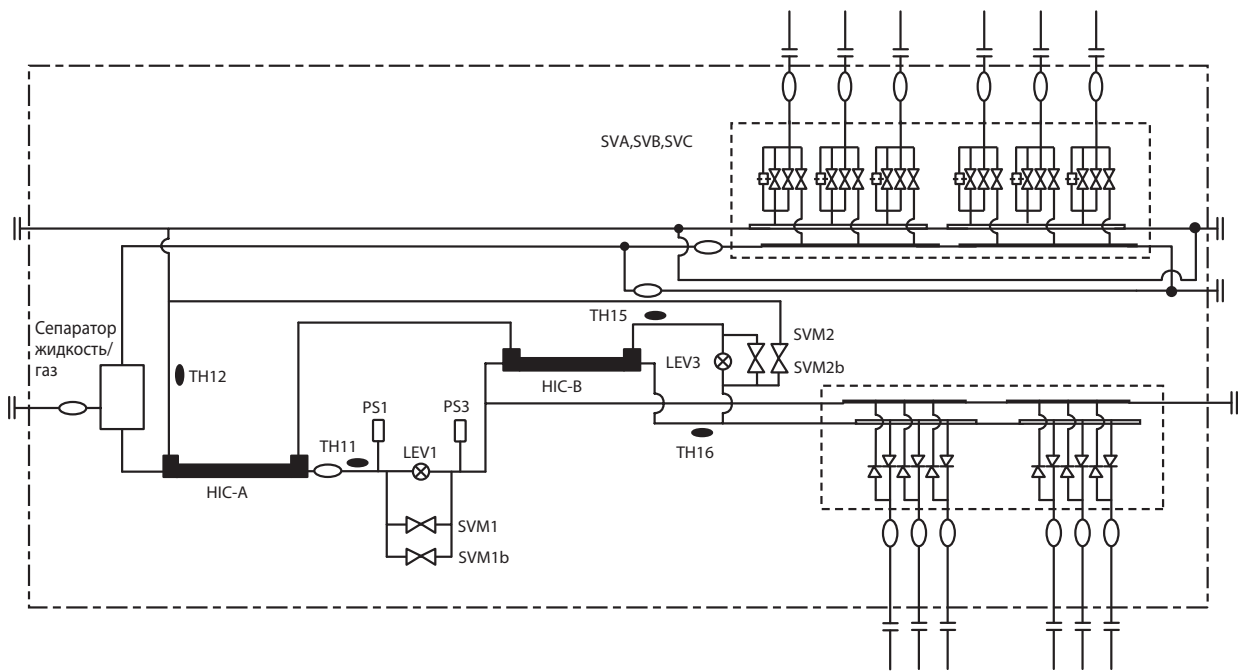 SVA,SVB,SVC
Сепаратор
жидкость/
газ
TH12
TH15
SVM2
LEV3
SVM2b
HIC-B
PS1
PS3
TH11
LEV1
TH16
HIC-A
SVM1
SVM1b